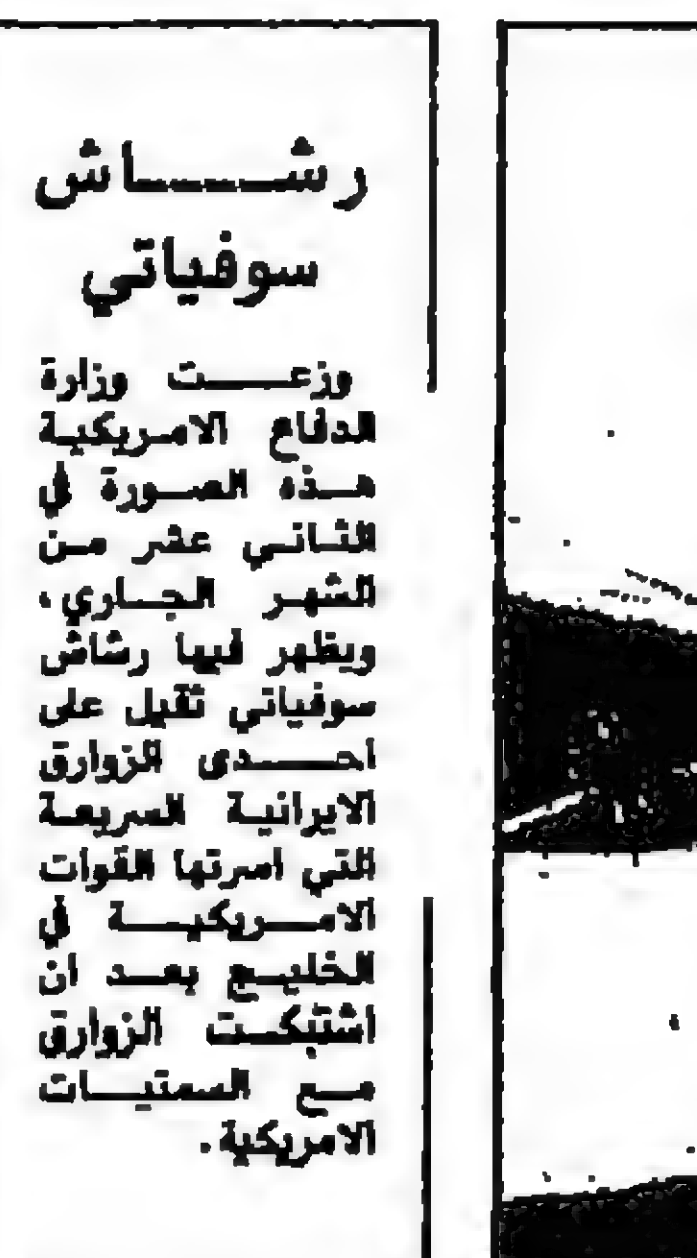 رشاش
سوفياتي
وزعت وزارة
الدفاع الامريكية
هذه الصورة في
الثاني عشر من
الشهر الجاري،
ويظهر فيها رشاش
سوفياتي ثقيل على
احدى الزوارق
الايرانية السريعة
التي اسرتها القوات
الامريكية في
الخليج بعد ان
اشتبكت الزوارق
مع السمتيات
الامريكية.